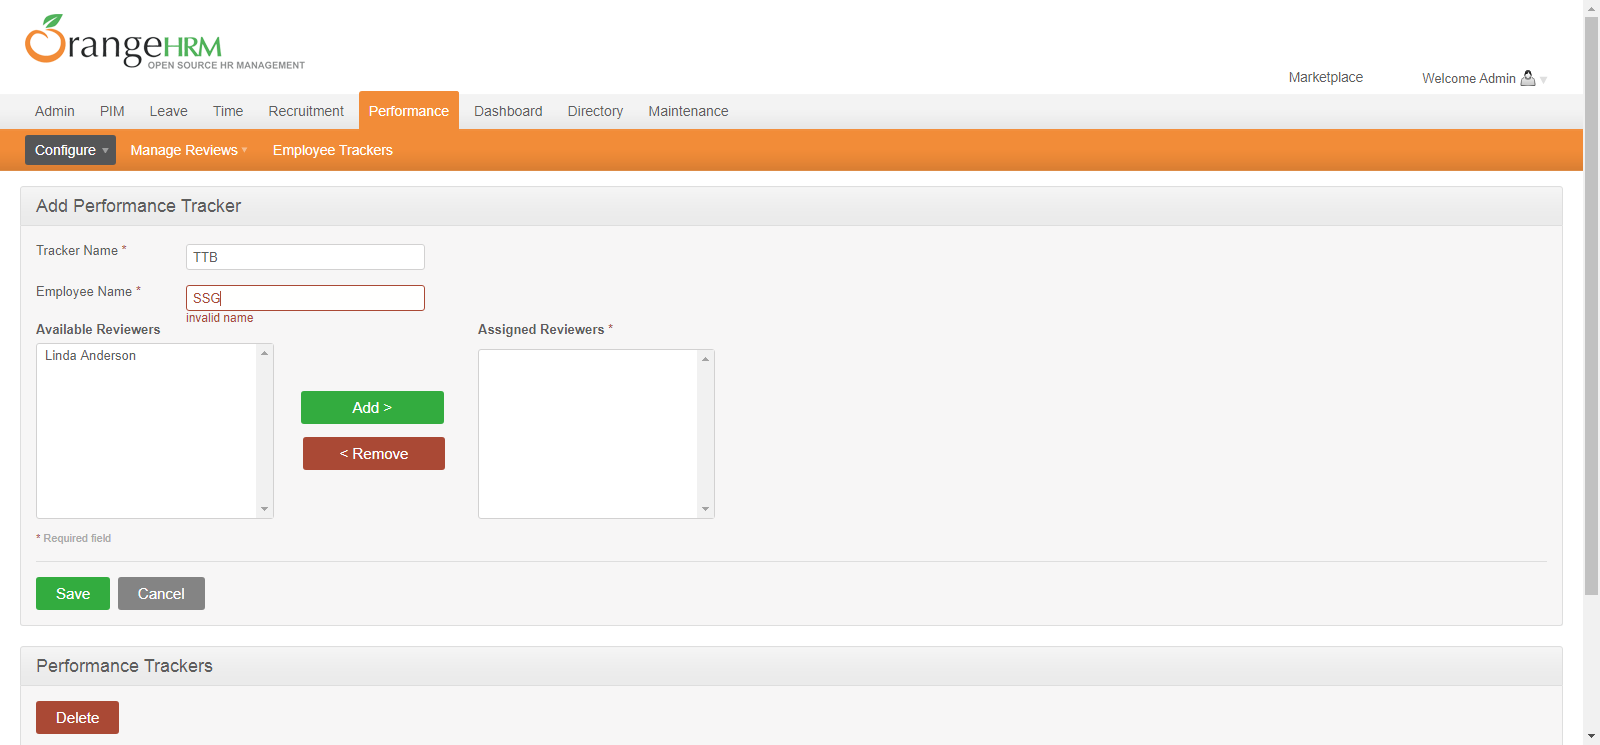 OrangeHRM
OPEN SOURCE HR MANAGEMENT
Marketplace
Welcome Admin
Admin PIM Leave Time Recruitment Performance Dashboard Directory Maintenance
Configure Manage Reviews Employee Trackers
Add Performance Tracker
Tracker Name * TTB
Employee Name * SSG
invalid name
Available Reviewers Assigned Reviewers *
Linda Anderson
Add >
< Remove
* Required field
Save Cancel
Performance Trackers
Delete